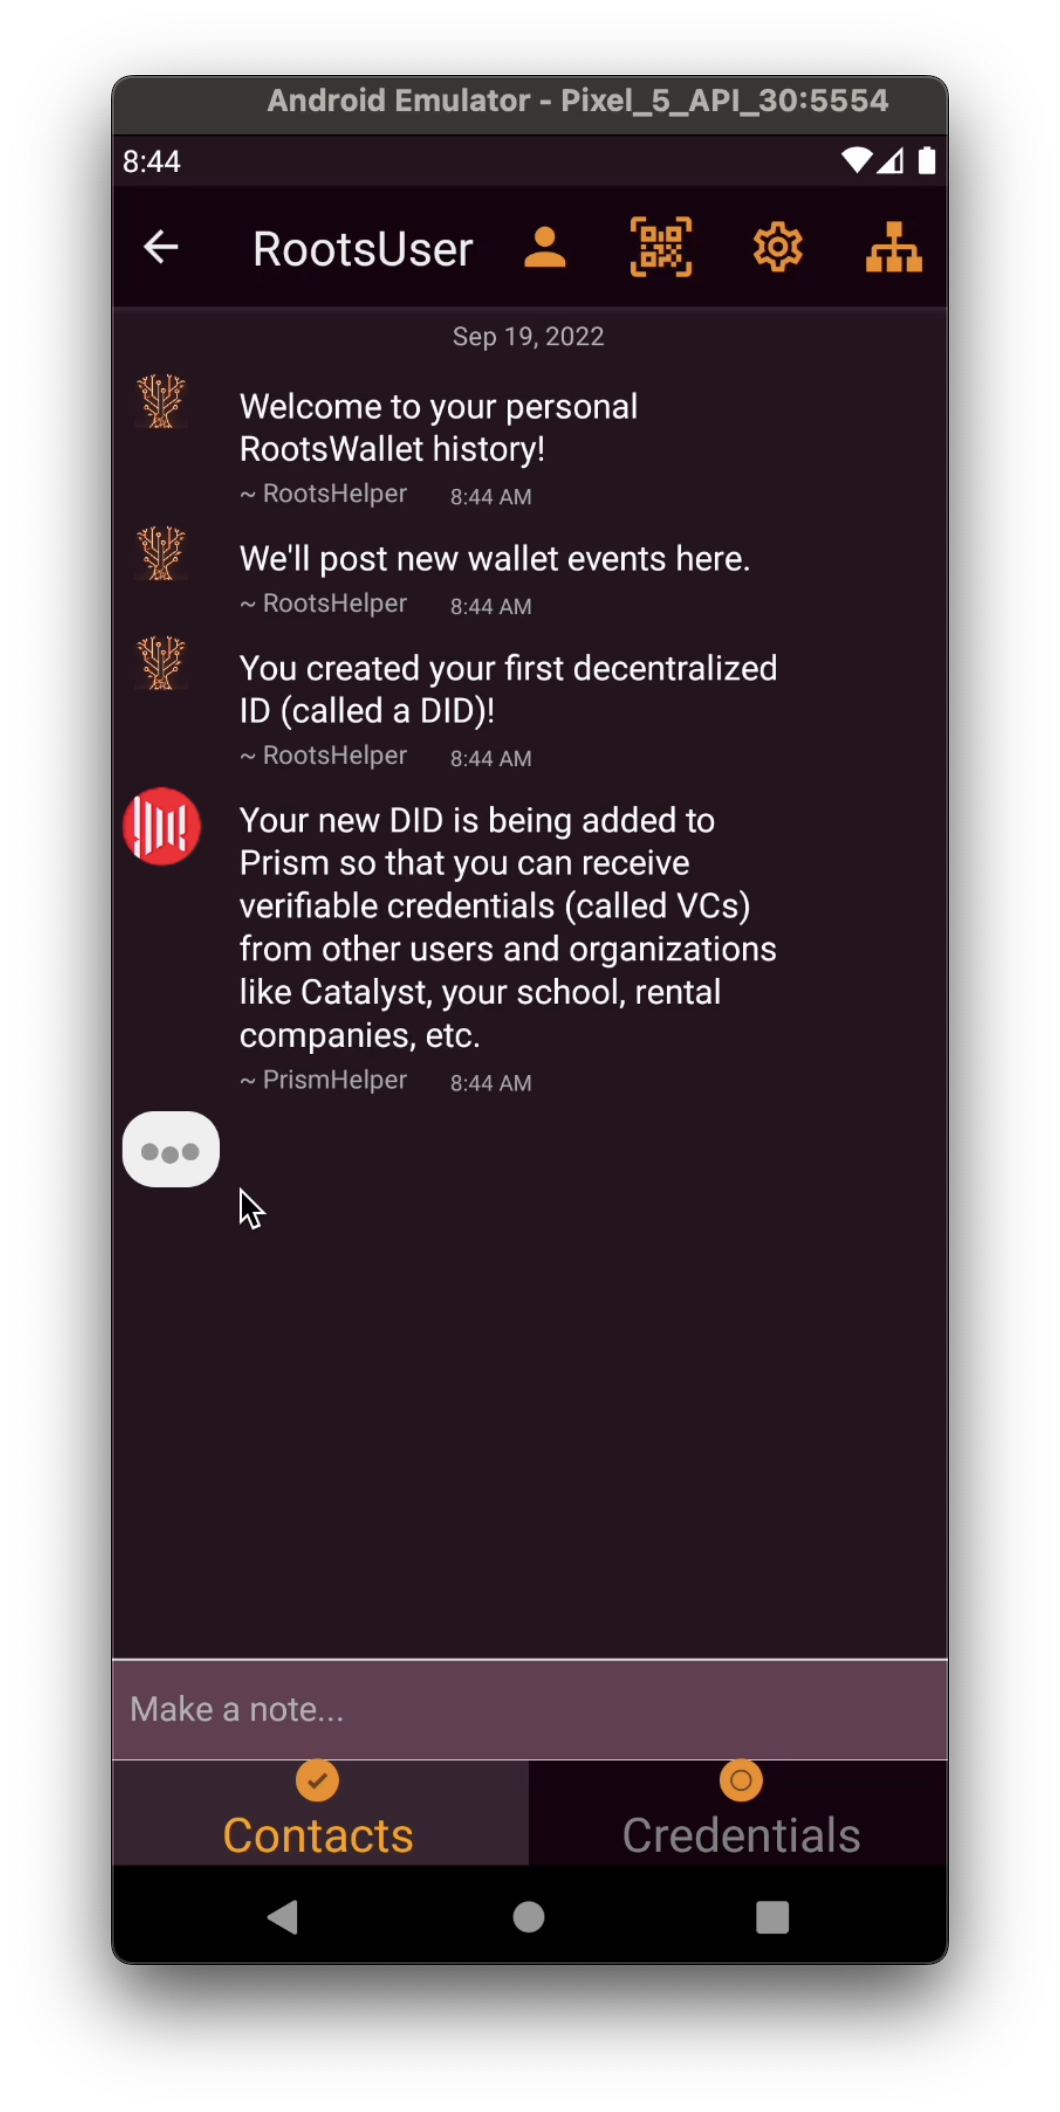 Android Emulator - Pixel_5_API_30:5554
8:44
RootsUser
Sep 19, 2022
Welcome to your personal
RootsWallet history!
~ RootsHelper 8:44 AM
We'll post new wallet events here.
~ RootsHelper 8:44 AM
You created your first decentralized
ID (called a DID)!
~ RootsHelper 8:44 AM
Your new DID is being added to
Prism so that you can receive
verifiable credentials (called VCs)
from other users and organizations
like Catalyst, your school, rental
companies, etc.
~ PrismHelper 8:44 AM
Make a note...
Contacts
Credentials